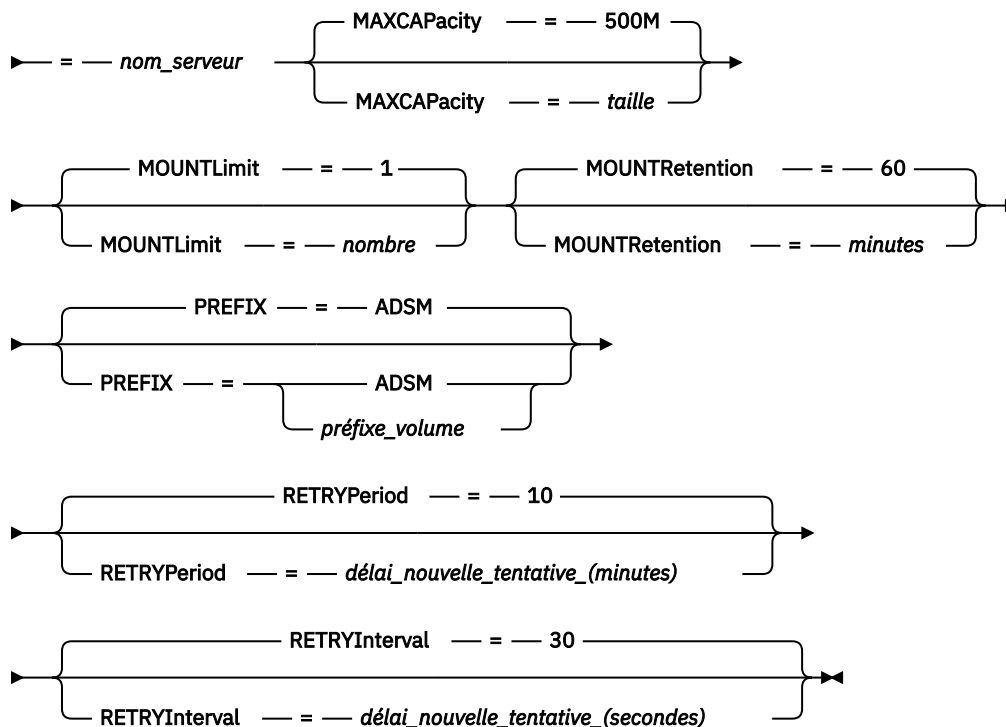 MAXCAPacity = 500M
= nom_serveur
MAXCAPacity = taille
MOUNTLimit = 1 MOUNTRetention = 60
MOUNTLimit = nombre MOUNTRetention = minutes
PREFIX = ADSM
PREFIX = ADSM
préfixe_volume
RETRYPeriod = 10
RETRYPeriod = délai_nouvelle_tentative_(minutes)
RETRYInterval = 30
RETRYInterval = délai_nouvelle_tentative_(secondes)